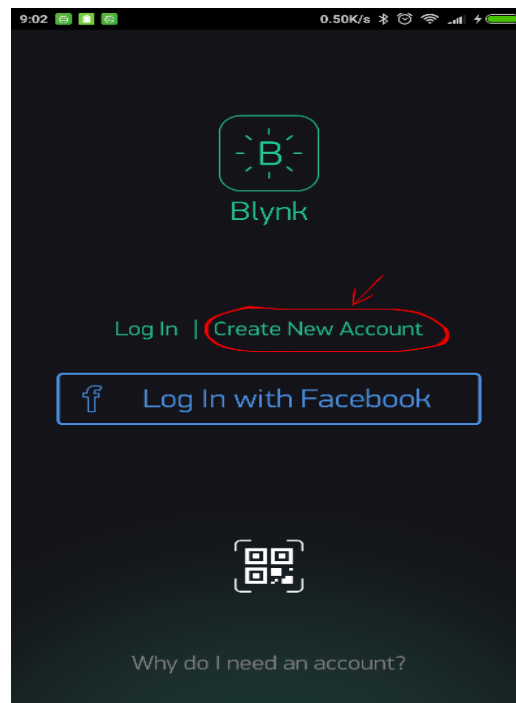 9:02 0.50K/s
B
Blynk
Log In | Create New Account
f Log In with Facebook
Why do I need an account?